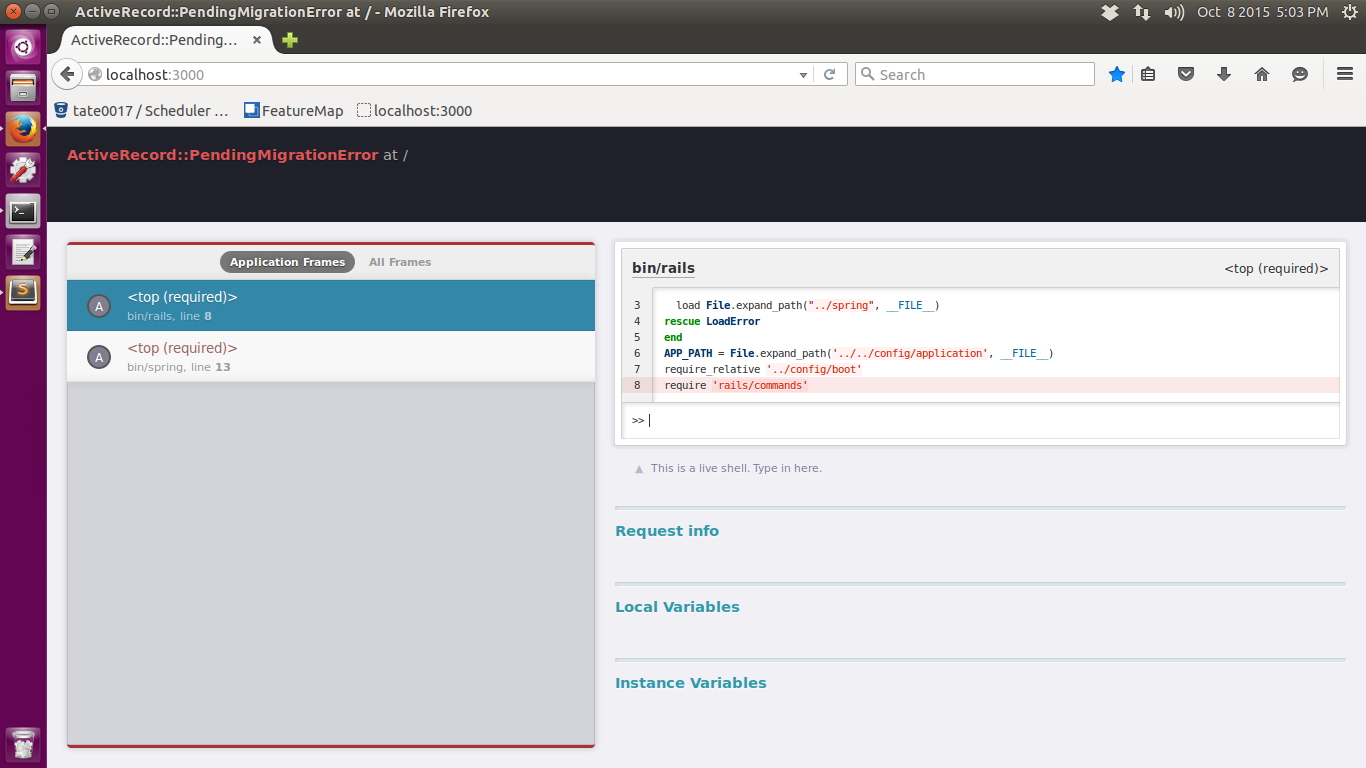 ActiveRecord::PendingMigrationError at / - Mozilla Firefox
Oct 8 2015 5:03 PM
ActiveRecord::Pending...
localhost:3000
Search
tate0017 / Scheduler ...
FeatureMap
localhost:3000
ActiveRecord::PendingMigrationError at /
Application Frames
All Frames
A
<top (required)>
bin/rails, line 8
A
<top (required)>
bin/spring, line 13
bin/rails
<top (required)>
3 load File.expand_path("../spring", __FILE__)
4 rescue LoadError
5 end
6 APP_PATH = File.expand_path('../../config/application', __FILE__)
7 require_relative '../config/boot'
8 require 'rails/commands'
>>
This is a live shell. Type in here.
Request info
Local Variables
Instance Variables